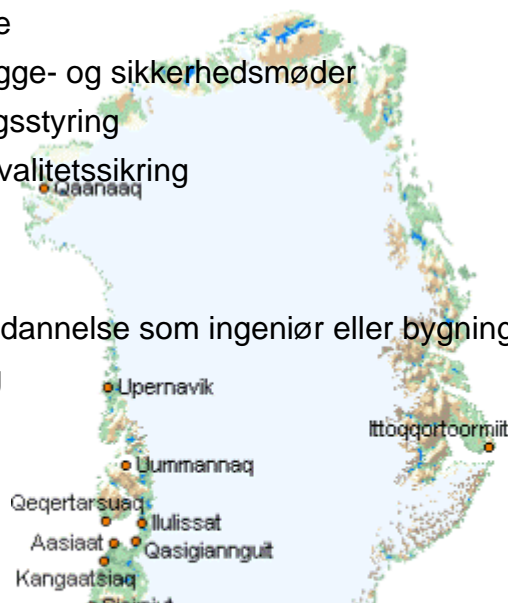 e
gge- og sikkerhedsmøder
gsstyring
valitetssikring
Qaanaaq
dannelse som ingeniør eller bygning
g
Upernavik
Ittoqqortoormiit
Uummannaq
Qeqertarsuaq
Ilulissat
Aasiaat
Qasigiannguit
Kangaatsiaq